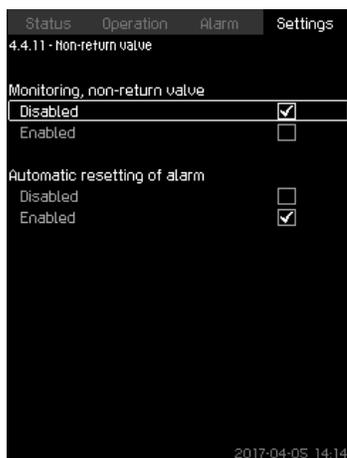 Status Operation Alarm Settings
4.4.11 - Non-return valve
Monitoring, non-return valve
Disabled
Enabled
Automatic resetting of alarm
Disabled
Enabled
2017-04-05 14:14